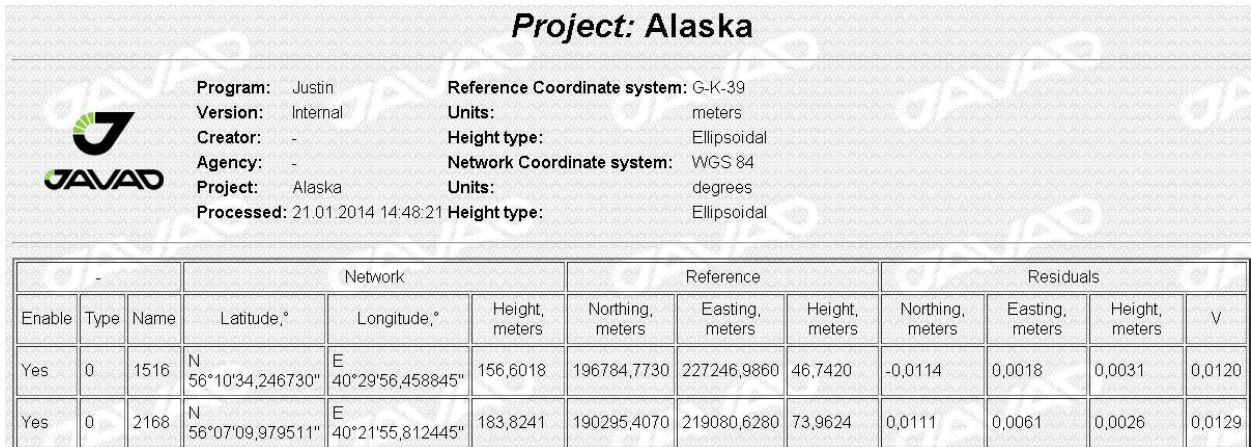 Project: Alaska
Program: Justin Reference Coordinate system: G-K-39
Version: Internal Units: meters
Creator: - Height type: Ellipsoidal
Agency: - Network Coordinate system: WGS 84
Project: Alaska Units: degrees
Processed: 21.01.2014 14:48:21 Height type: Ellipsoidal
JAVAD
- Network Reference Residuals
Enable Type Name Latitude,° Longitude,° Height, meters Northing, meters Easting, meters Height, meters Northing, meters Easting, meters Height, meters V
Yes 0 1516 N 56°10'34,246730" E 40°29'56,458845" 156,6018 196784,7730 227246,9860 46,7420 -0,0114 0,0018 0,0031 0,0120
Yes 0 2168 N 56°07'09,979511" E 40°21'55,812445" 183,8241 190295,4070 219080,6280 73,9624 0,0111 0,0061 0,0026 0,0129